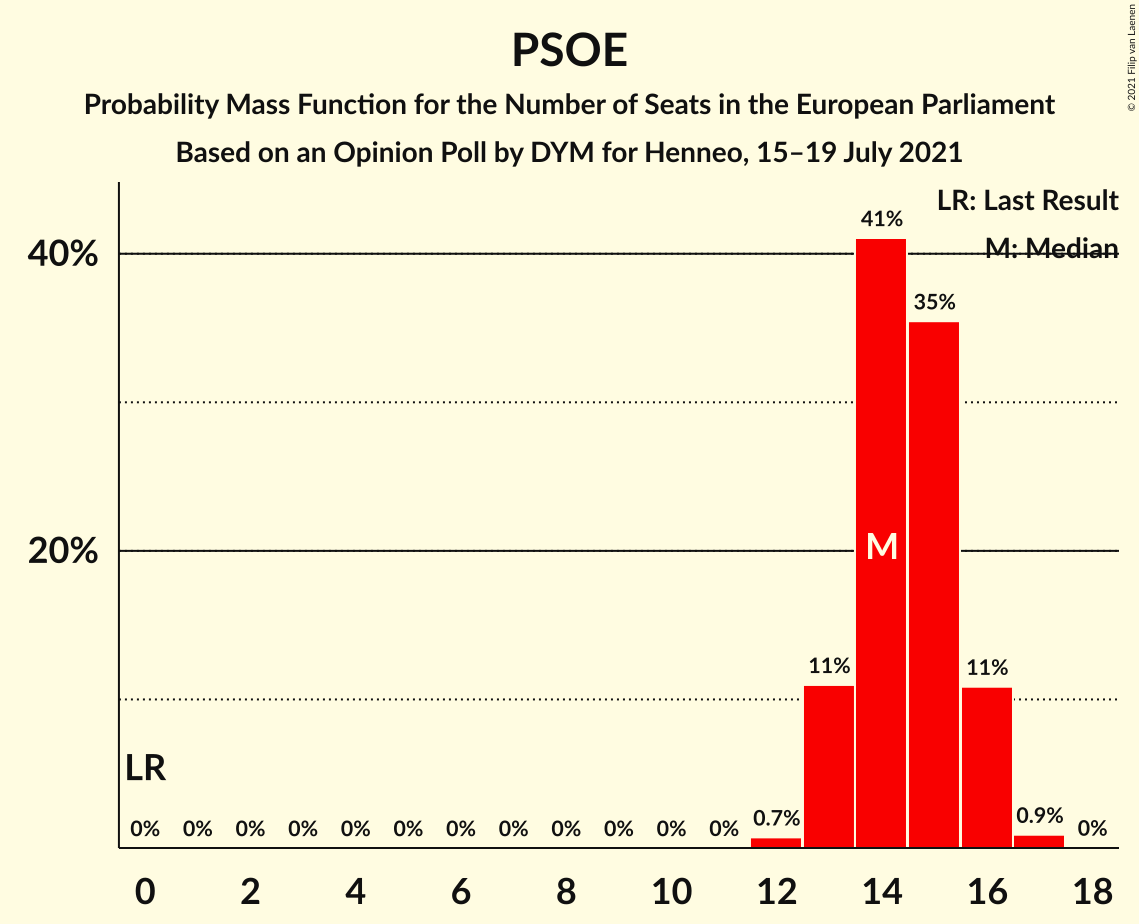 PSOE
Probability Mass Function for the Number of Seats in the European Parliament
Based on an Opinion Poll by DYM for Henneo, 15–19 July 2021
© 2021 Filip van Laenen
LR: Last Result
M: Median
40%
20%
41%
35%
M
11%
11%
LR
0% 0% 0% 0% 0% 0% 0% 0% 0% 0% 0% 0% 0.7% 0.9% 0%
0 2 4 6 8 10 12 14 16 18